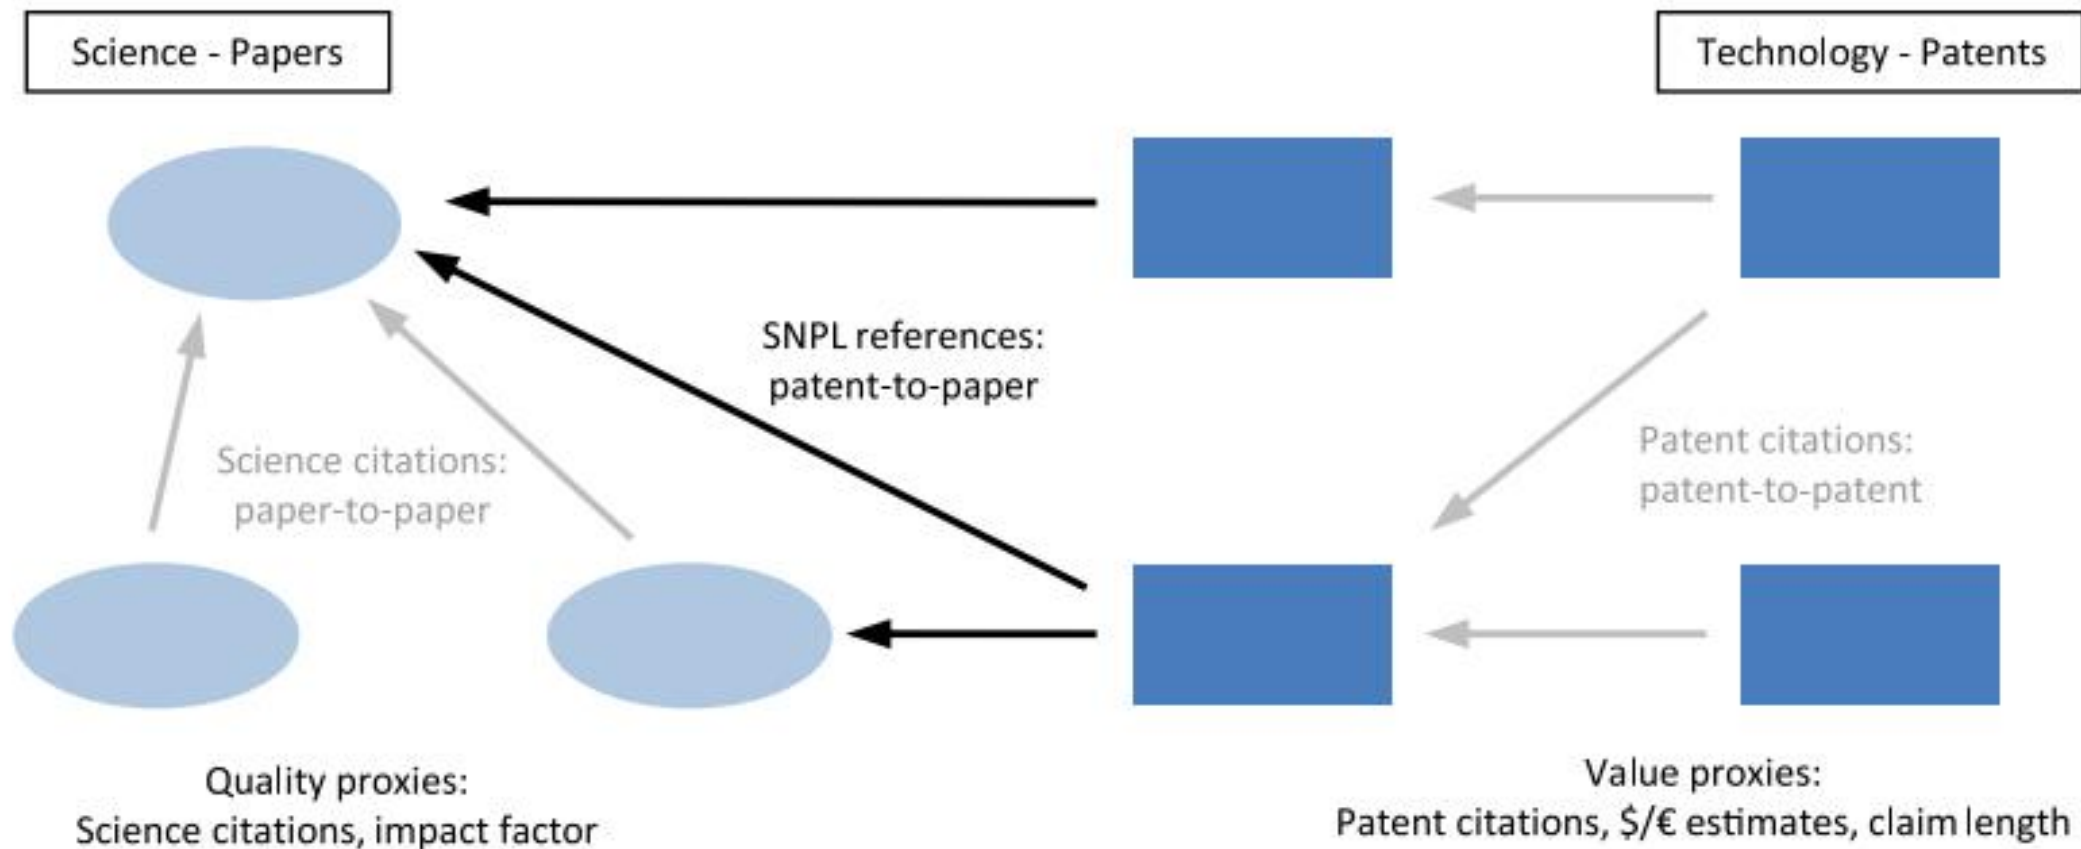 Science - Papers
Technology - Patents
SNPL references:
patent-to-paper
Science citations:
paper-to-paper
Patent citations:
patent-to-patent
Quality proxies:
Science citations, impact factor
Value proxies:
Patent citations, $/€ estimates, claim length